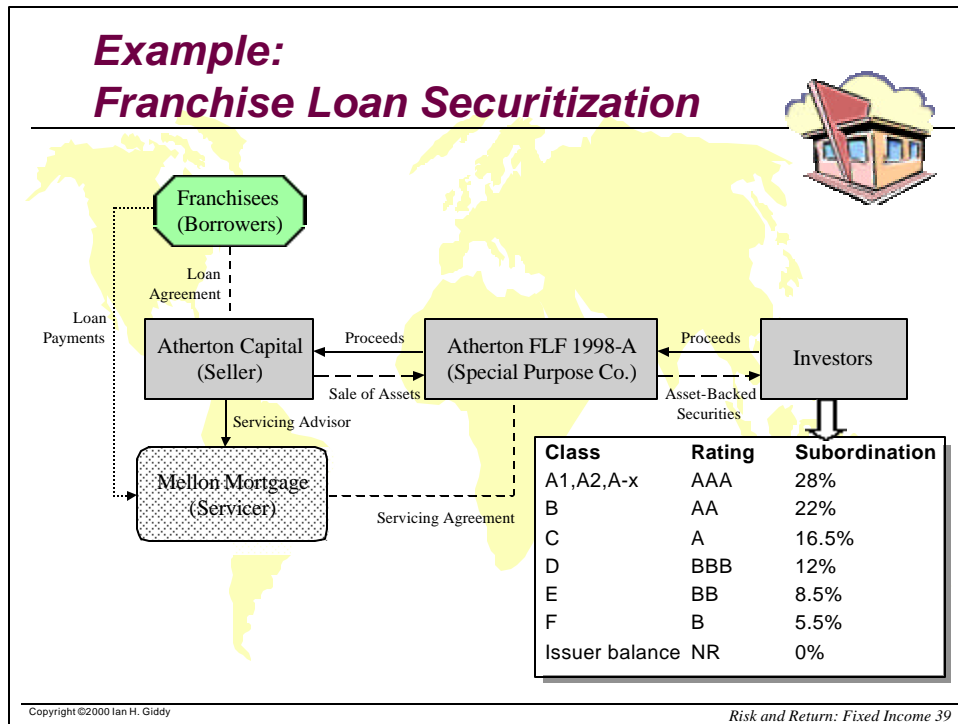 Example:
Franchise Loan Securitization
Franchisees
(Borrowers)
Loan
Agreement
Loan
Payments
Atherton Capital
(Seller)
Proceeds
Sale of Assets
Atherton FLF 1998-A
(Special Purpose Co.)
Proceeds
Asset-Backed
Securities
Investors
Servicing Advisor
Mellon Mortgage
(Servicer)
Servicing Agreement
Class Rating Subordination
A1,A2,A-x AAA 28%
B AA 22%
C A 16.5%
D BBB 12%
E BB 8.5%
F B 5.5%
Issuer balance NR 0%
Copyright ©2000 Ian H. Giddy
Risk and Return: Fixed Income 39